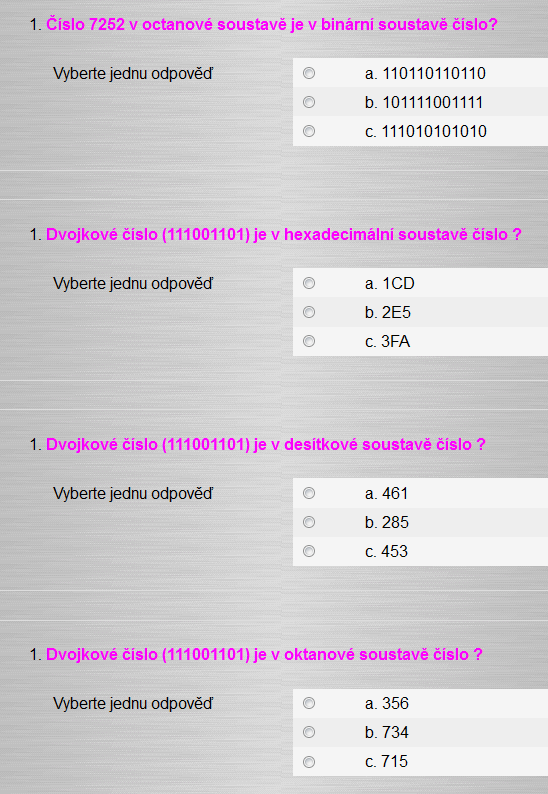 1. Číslo 7252 v octanové soustavě je v binární soustavě číslo?
Vyberte jednu odpověď
a. 110110110110
b. 101111001111
c. 111010101010
1. Dvojkové číslo (111001101) je v hexadecimální soustavě číslo ?
Vyberte jednu odpověď
a. 1CD
b. 2E5
c. 3FA
1. Dvojkové číslo (111001101) je v desítkové soustavě číslo ?
Vyberte jednu odpověď
a. 461
b. 285
c. 453
1. Dvojkové číslo (111001101) je v oktanové soustavě číslo ?
Vyberte jednu odpověď
a. 356
b. 734
c. 715